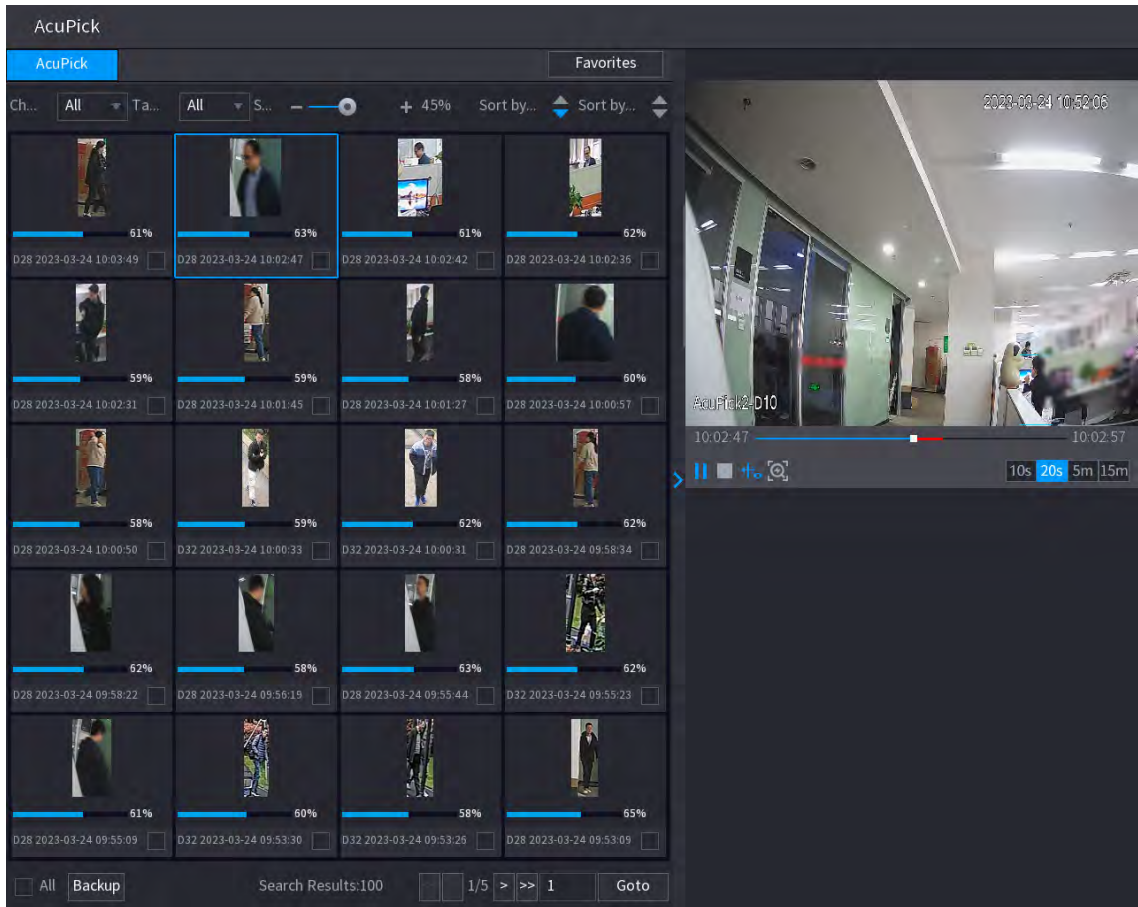 AcuPick
AcuPick
Favorites
Ch... All Ta... All S... 45% Sort by... Sort by...
61% 63% 61% 62%
D28 2023-03-24 10:03:49 D28 2023-03-24 10:02:47 D28 2023-03-24 10:02:42 D28 2023-03-24 10:02:36
59% 59% 58% 60%
D28 2023-03-24 10:02:31 D28 2023-03-24 10:01:45 D28 2023-03-24 10:01:27 D28 2023-03-24 10:00:57
58% 59% 62% 62%
D28 2023-03-24 10:00:50 D32 2023-03-24 10:00:33 D32 2023-03-24 10:00:31 D28 2023-03-24 09:58:34
62% 58% 63% 62%
D28 2023-03-24 09:58:22 D28 2023-03-24 09:56:19 D28 2023-03-24 09:55:44 D32 2023-03-24 09:55:23
61% 60% 58% 65%
D28 2023-03-24 09:55:09 D32 2023-03-24 09:53:30 D32 2023-03-24 09:53:26 D28 2023-03-24 09:53:09
All Backup Search Results:100 1/5 > >> 1 Goto
2023-03-24 10:52:06
AcuPick2-D10
10:02:47 10:02:57
10s 20s 5m 15m